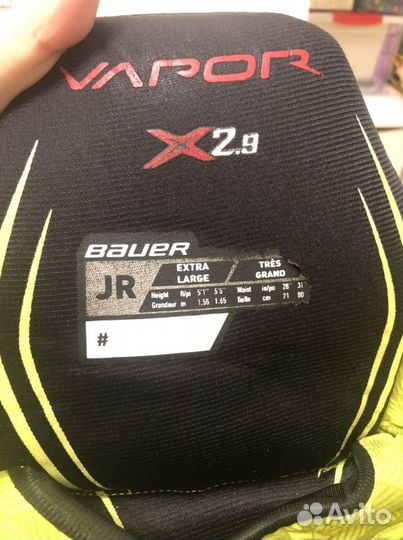 VAPOR
X2.9
BAUER
JR EXTRA LARGE TRÈS GRAND
Height ft/pi 5'1" 5'5" Waist in/po 28" 31
Grandeur m 1.55 1.65 Taille cm 71 80
#
Avito